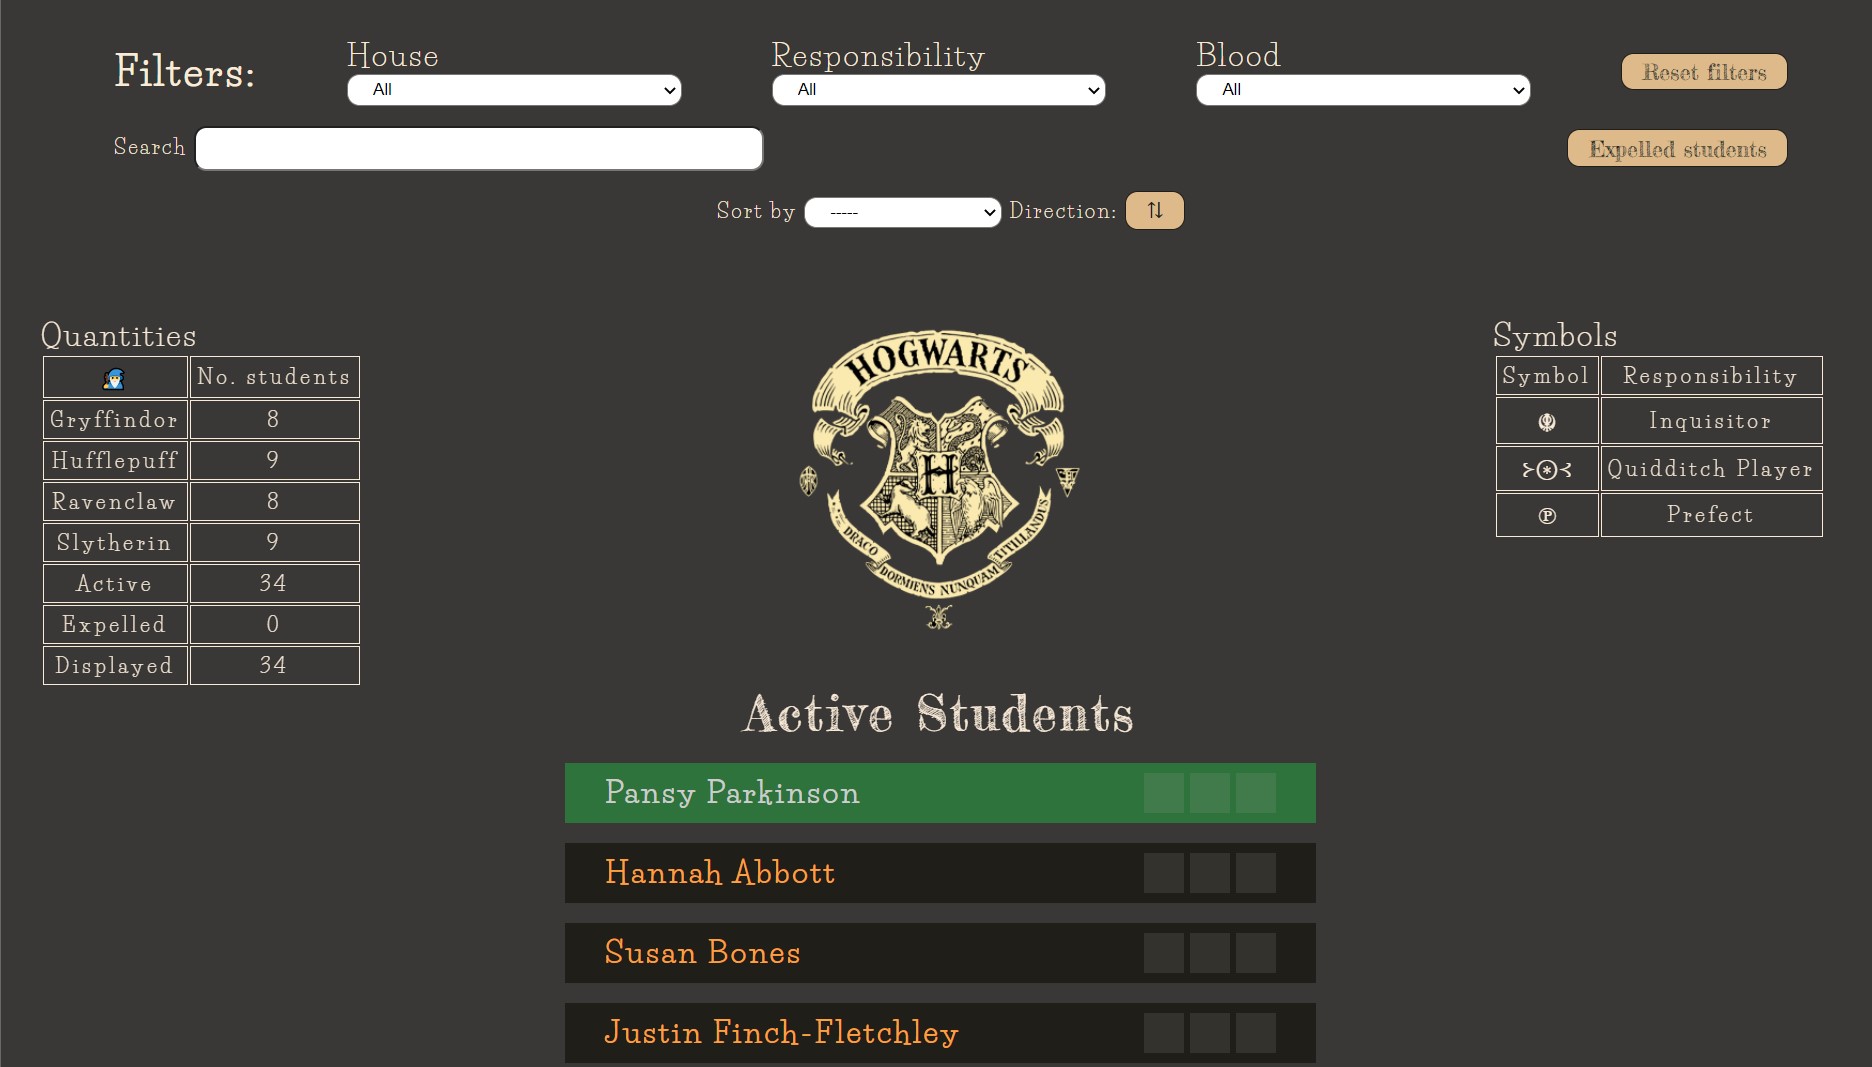 Filters:
House
All
Responsibility
All
Blood
All
Reset filters
Search
Expelled students
Sort by
-----
Direction:
⇅
Quantities
No. students
Gryffindor 8
Hufflepuff 9
Ravenclaw 8
Slytherin 9
Active 34
Expelled 0
Displayed 34
HOGWARTS
H
DRACO
DORMIENS NUNQUAM
TITILLANDUS
Symbols
Symbol Responsibility
Inquisitor
Quidditch Player
Ⓟ Prefect
Active Students
Pansy Parkinson
Hannah Abbott
Susan Bones
Justin Finch-Fletchley